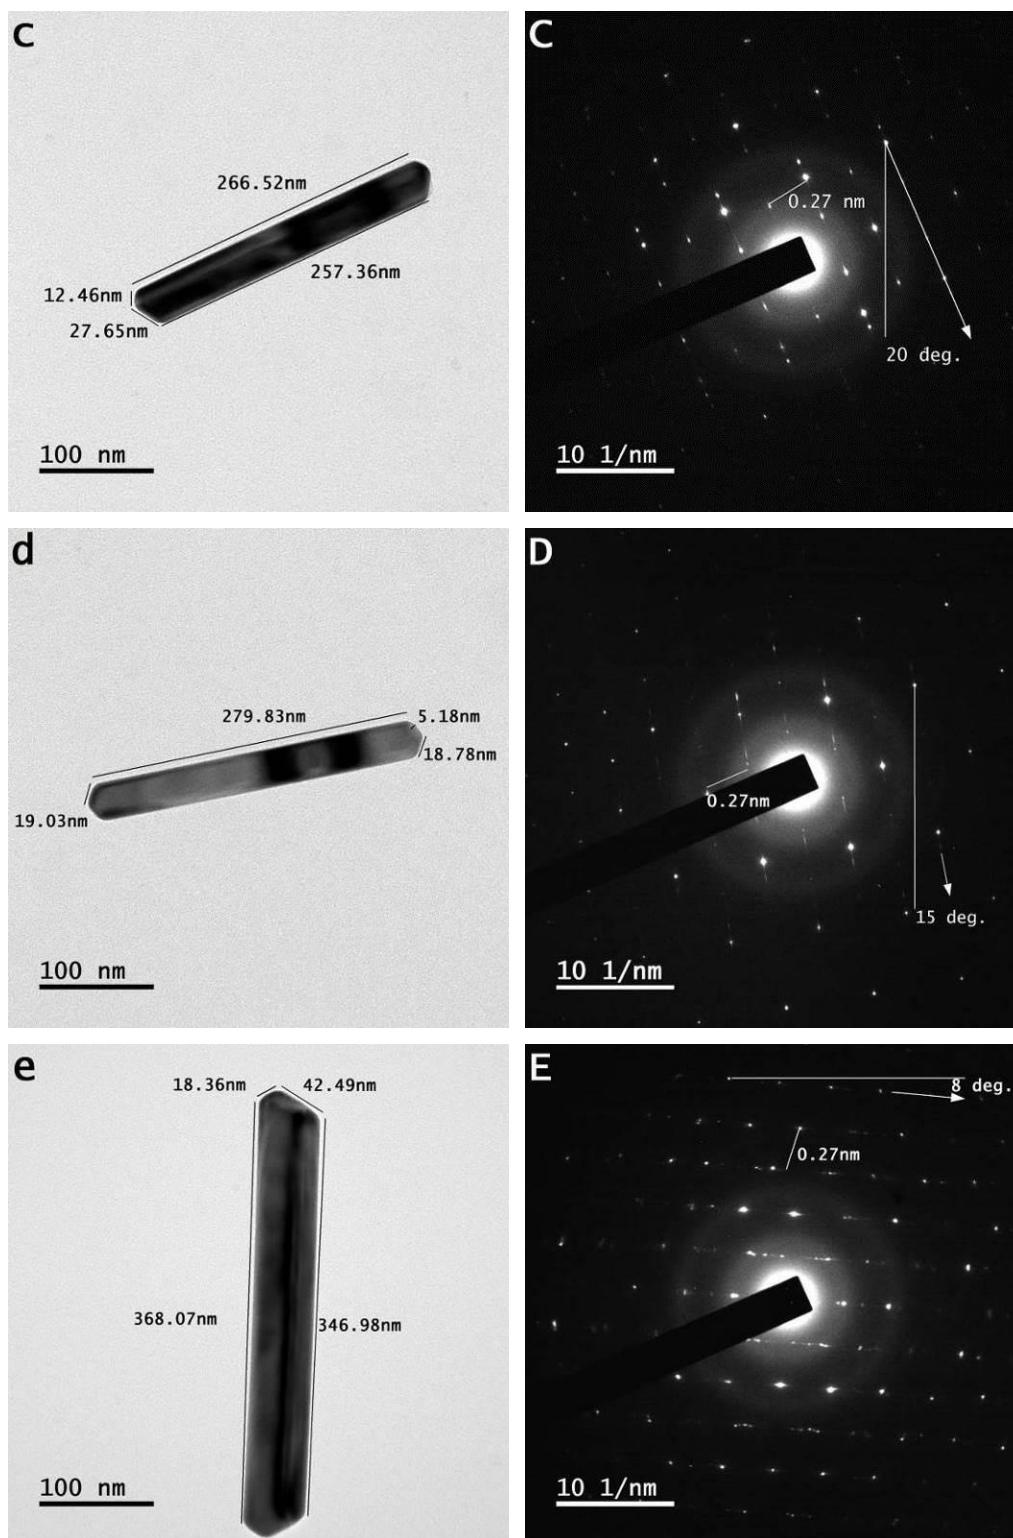 c
266.52nm
257.36nm
12.46nm
27.65nm
100 nm
C
0.27 nm
20 deg.
10 1/nm
d
279.83nm
5.18nm
18.78nm
19.03nm
100 nm
D
0.27nm
15 deg.
10 1/nm
e
18.36nm
42.49nm
368.07nm
346.98nm
100 nm
E
8 deg.
0.27nm
10 1/nm